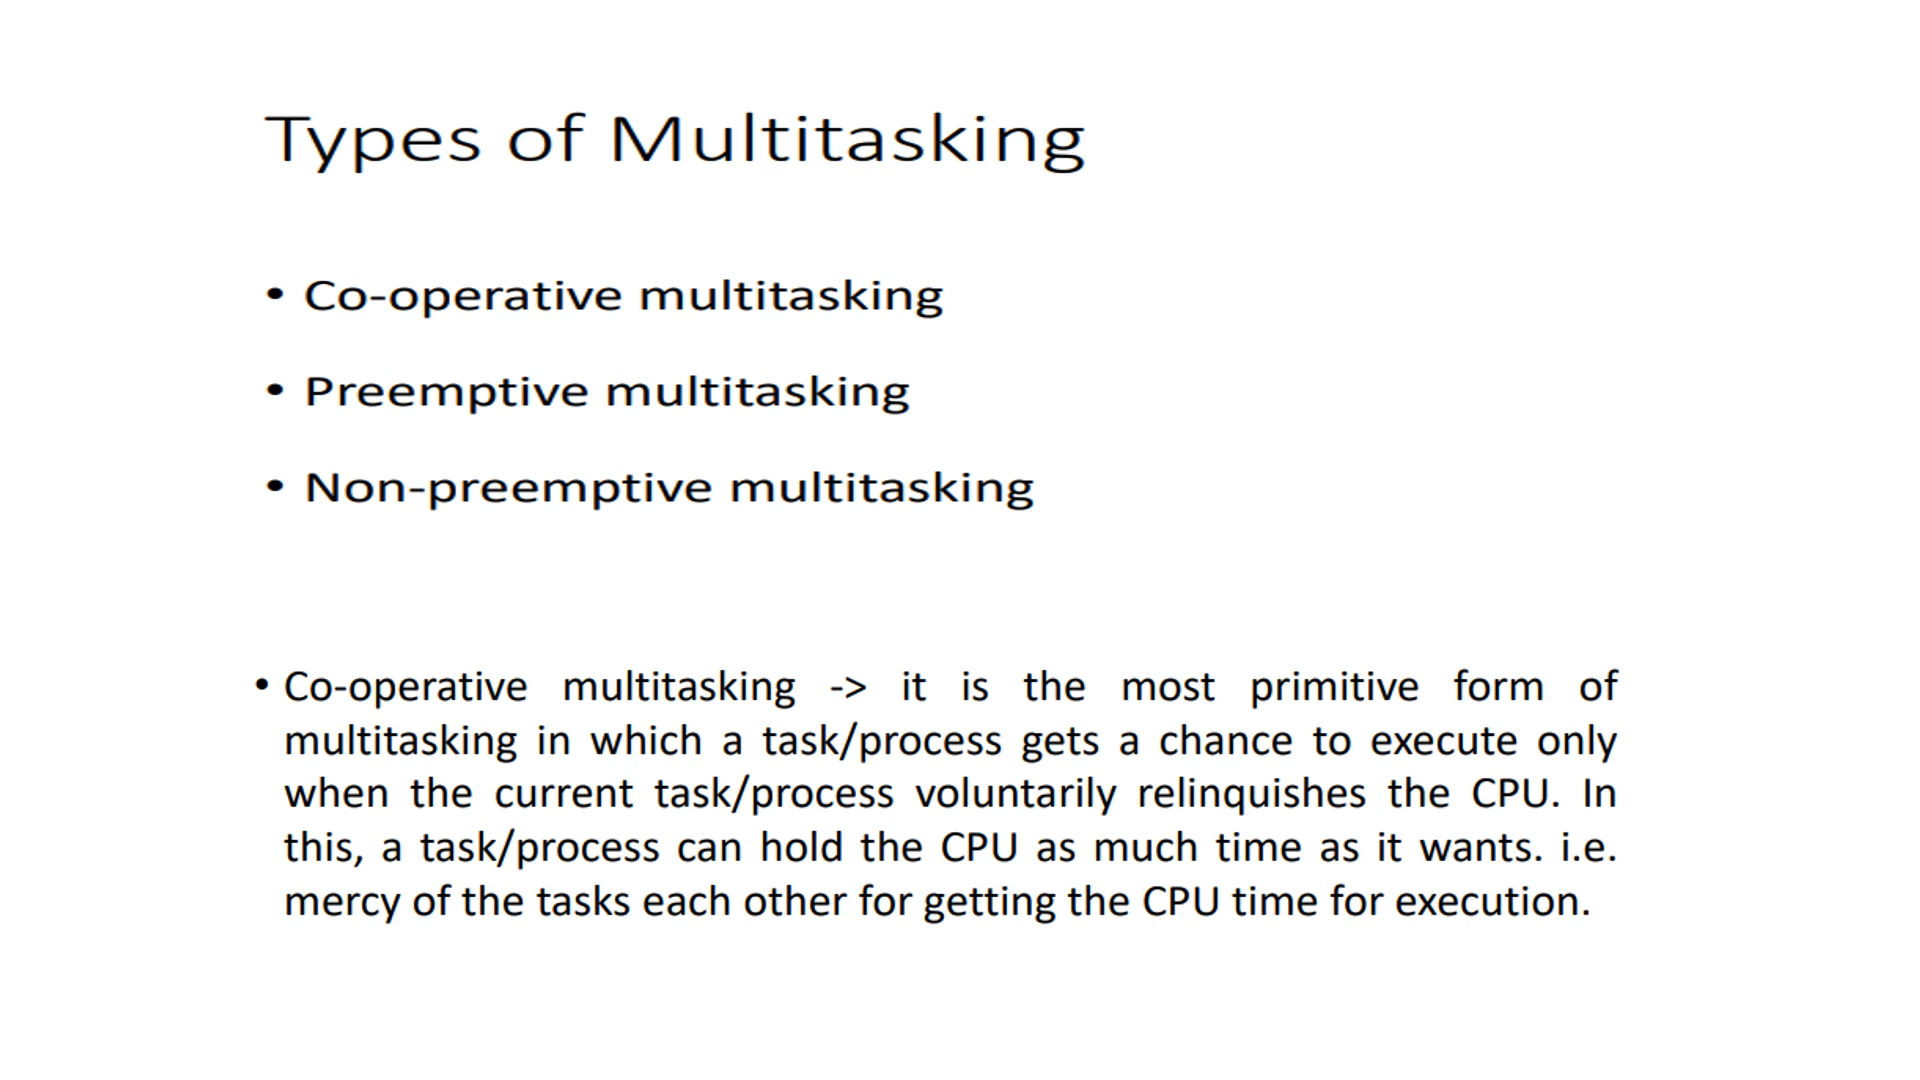 Types of Multitasking
• Co-operative multitasking
• Preemptive multitasking
• Non-preemptive multitasking
• Co-operative multitasking -> it is the most primitive form of
multitasking in which a task/process gets a chance to execute only
when the current task/process voluntarily relinquishes the CPU. In
this, a task/process can hold the CPU as much time as it wants. i.e.
mercy of the tasks each other for getting the CPU time for execution.